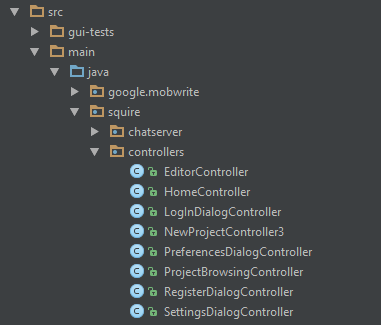 src
gui-tests
main
java
google.mobwrite
squire
chatserver
controllers
EditorController
HomeController
LogInDialogController
NewProjectController3
PreferencesDialogController
ProjectBrowsingController
RegisterDialogController
SettingsDialogController